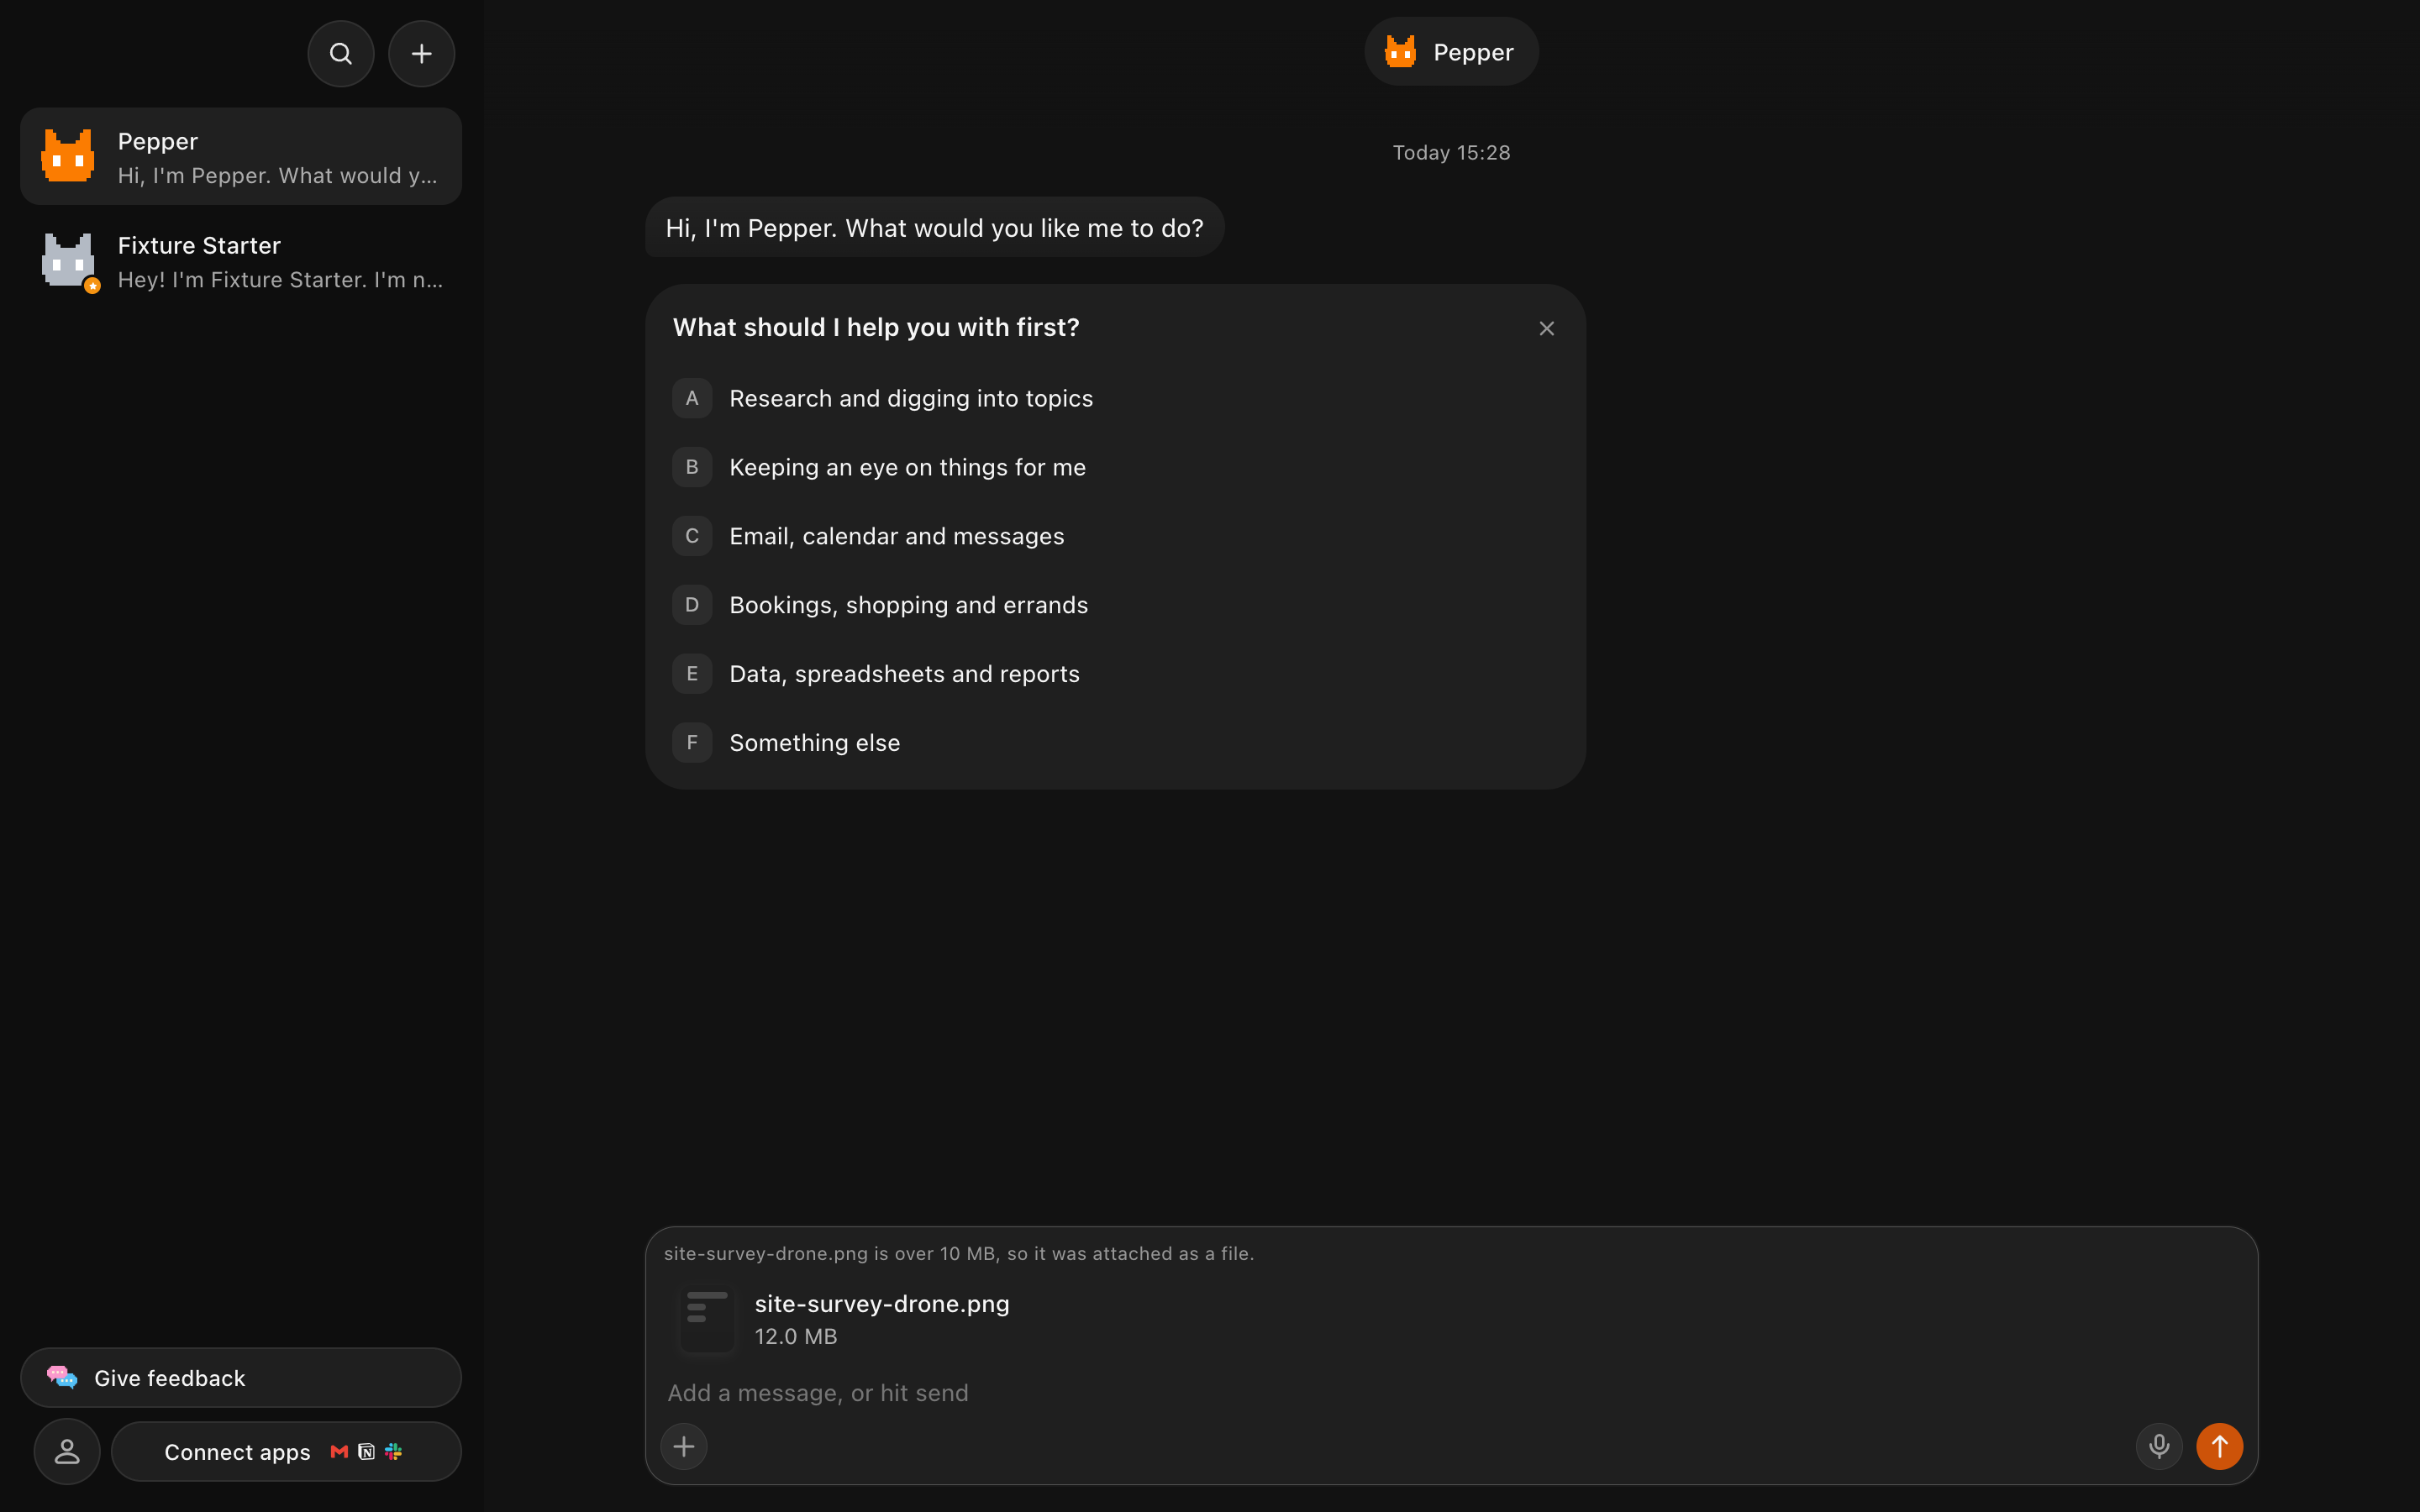 Pepper
Hi, I'm Pepper. What would y...
Fixture Starter
Hey! I'm Fixture Starter. I'm n...
Give feedback
Connect apps
Pepper
Today 15:28
Hi, I'm Pepper. What would you like me to do?
What should I help you with first?
A Research and digging into topics
B Keeping an eye on things for me
C Email, calendar and messages
D Bookings, shopping and errands
E Data, spreadsheets and reports
F Something else
site-survey-drone.png is over 10 MB, so it was attached as a file.
site-survey-drone.png
12.0 MB
Add a message, or hit send